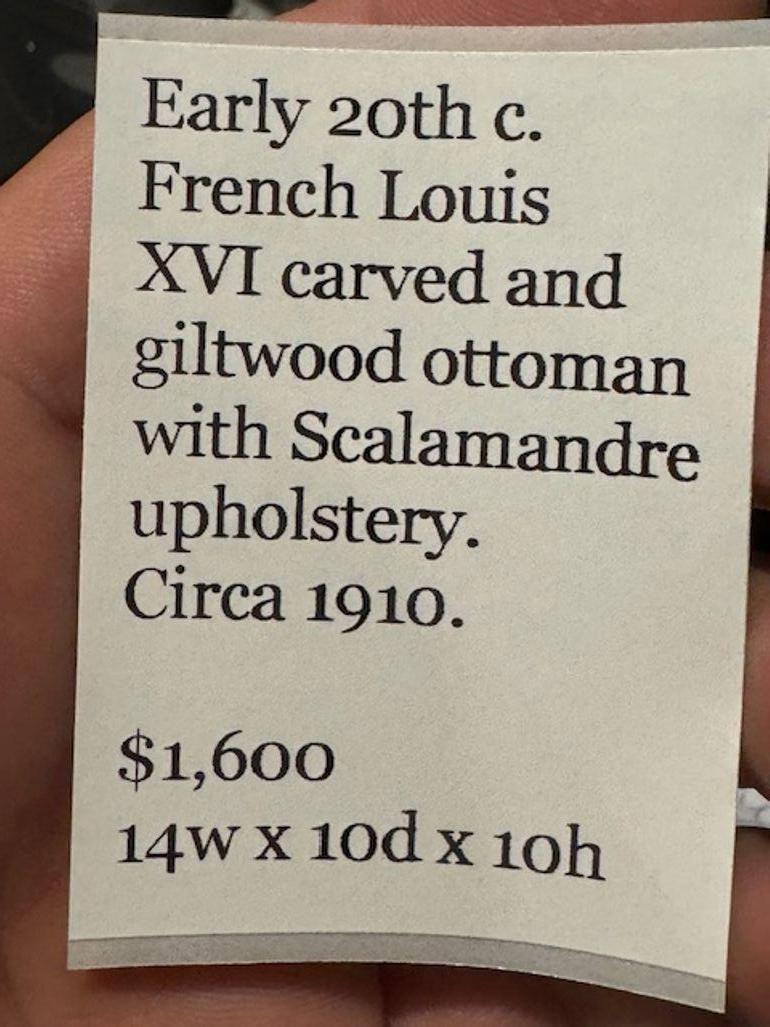 Early 20th c.
French Louis
XVI carved and
giltwood ottoman
with Scalamandre
upholstery.
Circa 1910.
$1,600
14w x 10d x 10h